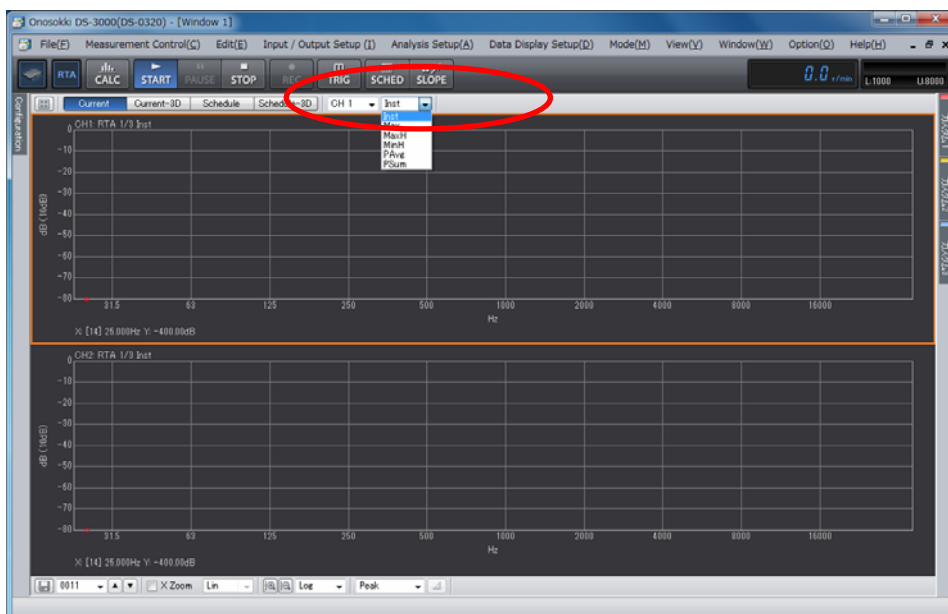 Onosokki DS-3000(DS-0320) - [Window 1]
File(F) Measurement Control(C) Edit(E) Input / Output Setup (I) Analysis Setup(A) Data Display Setup(D) Mode(M) View(V) Window(W) Option(O) Help(H)
RTA CALC START PAUSE STOP REC TRIG SCHED SLOPE 0.0 r/min L:1000 U:8000
Configuration
Current Current-3D Schedule Schedule-3D CH 1 Inst
Inst
Max
MaxH
MinH
PAvg
PSum
CH1: RTA 1/3 Inst
0
-10
-20
-30
-40
-50
-60
-70
-80
dB (10dB)
31.5 63 125 250 500 1000 2000 4000 8000 16000
Hz
X: [14] 25.000Hz Y: -400.00dB
CH2: RTA 1/3 Inst
0
-10
-20
-30
-40
-50
-60
-70
-80
dB (10dB)
31.5 63 125 250 500 1000 2000 4000 8000 16000
Hz
X: [14] 25.000Hz Y: -400.00dB
0011 X Zoom Lin Log Peak